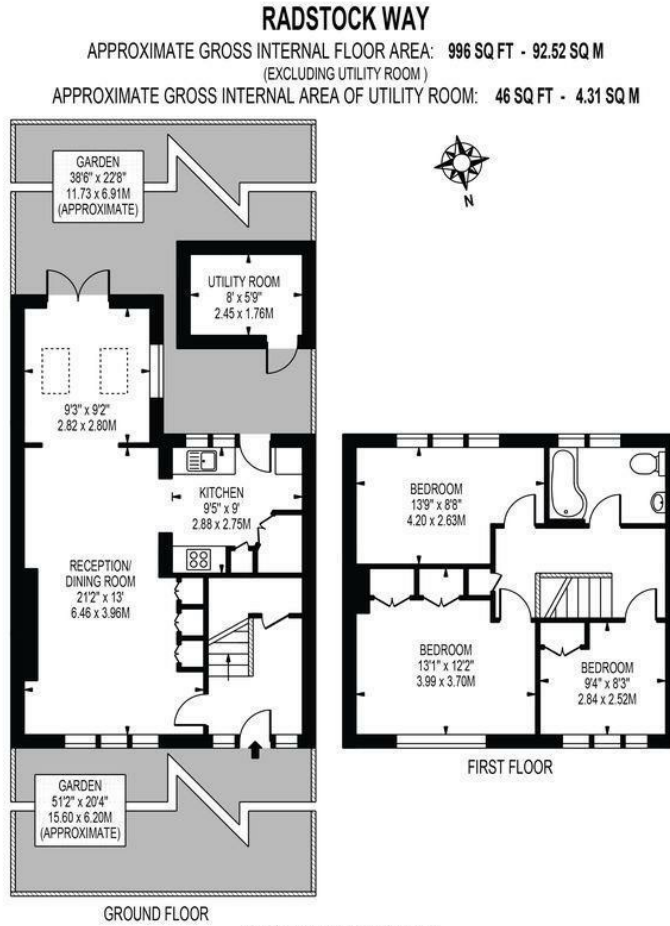 RADSTOCK WAY
APPROXIMATE GROSS INTERNAL FLOOR AREA: 996 SQ FT - 92.52 SQ M
(EXCLUDING UTILITY ROOM )
APPROXIMATE GROSS INTERNAL AREA OF UTILITY ROOM: 46 SQ FT - 4.31 SQ M
GARDEN
38'6" x 22'8"
11.73 x 6.91M
(APPROXIMATE)
N
UTILITY ROOM
8' x 5'9"
2.45 x 1.76M
9'3" x 9'2"
2.82 x 2.80M
KITCHEN
9'5" x 9'
2.88 x 2.75M
RECEPTION/
DINING ROOM
21'2" x 13'
6.46 x 3.96M
GARDEN
51'2" x 20'4"
15.60 x 6.20M
(APPROXIMATE)
GROUND FLOOR
BEDROOM
13'9" x 8'8"
4.20 x 2.63M
BEDROOM
13'1" x 12'2"
3.99 x 3.70M
BEDROOM
9'4" x 8'3"
2.84 x 2.52M
FIRST FLOOR